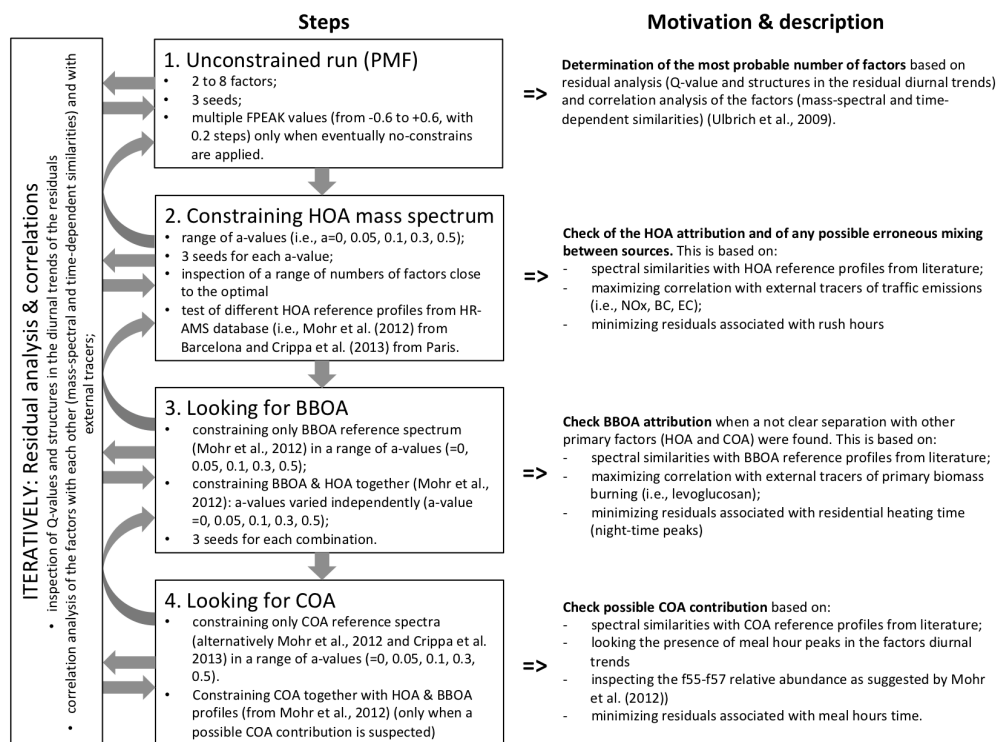 Steps
Motivation & description
ITERATIVELY: Residual analysis & correlations
• inspection of Q-values and structures in the diurnal trends of the residuals
• correlation analysis of the factors with each other (mass-spectral and time-dependent similarities) and with
external tracers;
1. Unconstrained run (PMF)
• 2 to 8 factors;
• 3 seeds;
• multiple FPEAK values (from -0.6 to +0.6, with
0.2 steps) only when eventually no-constrains
are applied.
=>
Determination of the most probable number of factors based on
residual analysis (Q-value and structures in the residual diurnal trends)
and correlation analysis of the factors (mass-spectral and time-
dependent similarities) (Ulbrich et al., 2009).
2. Constraining HOA mass spectrum
• range of a-values (i.e., a=0, 0.05, 0.1, 0.3, 0.5);
• 3 seeds for each a-value;
• inspection of a range of numbers of factors close
to the optimal
• test of different HOA reference profiles from HR-
AMS database (i.e., Mohr et al. (2012) from
Barcelona and Crippa et al. (2013) from Paris.
=>
Check of the HOA attribution and of any possible erroneous mixing
between sources. This is based on:
- spectral similarities with HOA reference profiles from literature;
- maximizing correlation with external tracers of traffic emissions
(i.e., NOx, BC, EC);
- minimizing residuals associated with rush hours
3. Looking for BBOA
• constraining only BBOA reference spectrum
(Mohr et al., 2012) in a range of a-values (=0,
0.05, 0.1, 0.3, 0.5);
• constraining BBOA & HOA together (Mohr et al.,
2012): a-values varied independently (a-value
=0, 0.05, 0.1, 0.3, 0.5);
• 3 seeds for each combination.
=>
Check BBOA attribution when a not clear separation with other
primary factors (HOA and COA) were found. This is based on:
- spectral similarities with BBOA reference profiles from literature;
- maximizing correlation with external tracers of primary biomass
burning (i.e., levoglucosan);
- minimizing residuals associated with residential heating time
(night-time peaks)
4. Looking for COA
• constraining only COA reference spectra
(alternatively Mohr et al., 2012 and Crippa et al.
2013) in a range of a-values (=0, 0.05, 0.1, 0.3,
0.5).
• Constraining COA together with HOA & BBOA
profiles (from Mohr et al., 2012) (only when a
possible COA contribution is suspected)
=>
Check possible COA contribution based on:
- spectral similarities with COA reference profiles from literature;
- looking the presence of meal hour peaks in the factors diurnal
trends
- inspecting the f55-f57 relative abundance as suggested by Mohr
et al. (2012))
- minimizing residuals associated with meal hours time.